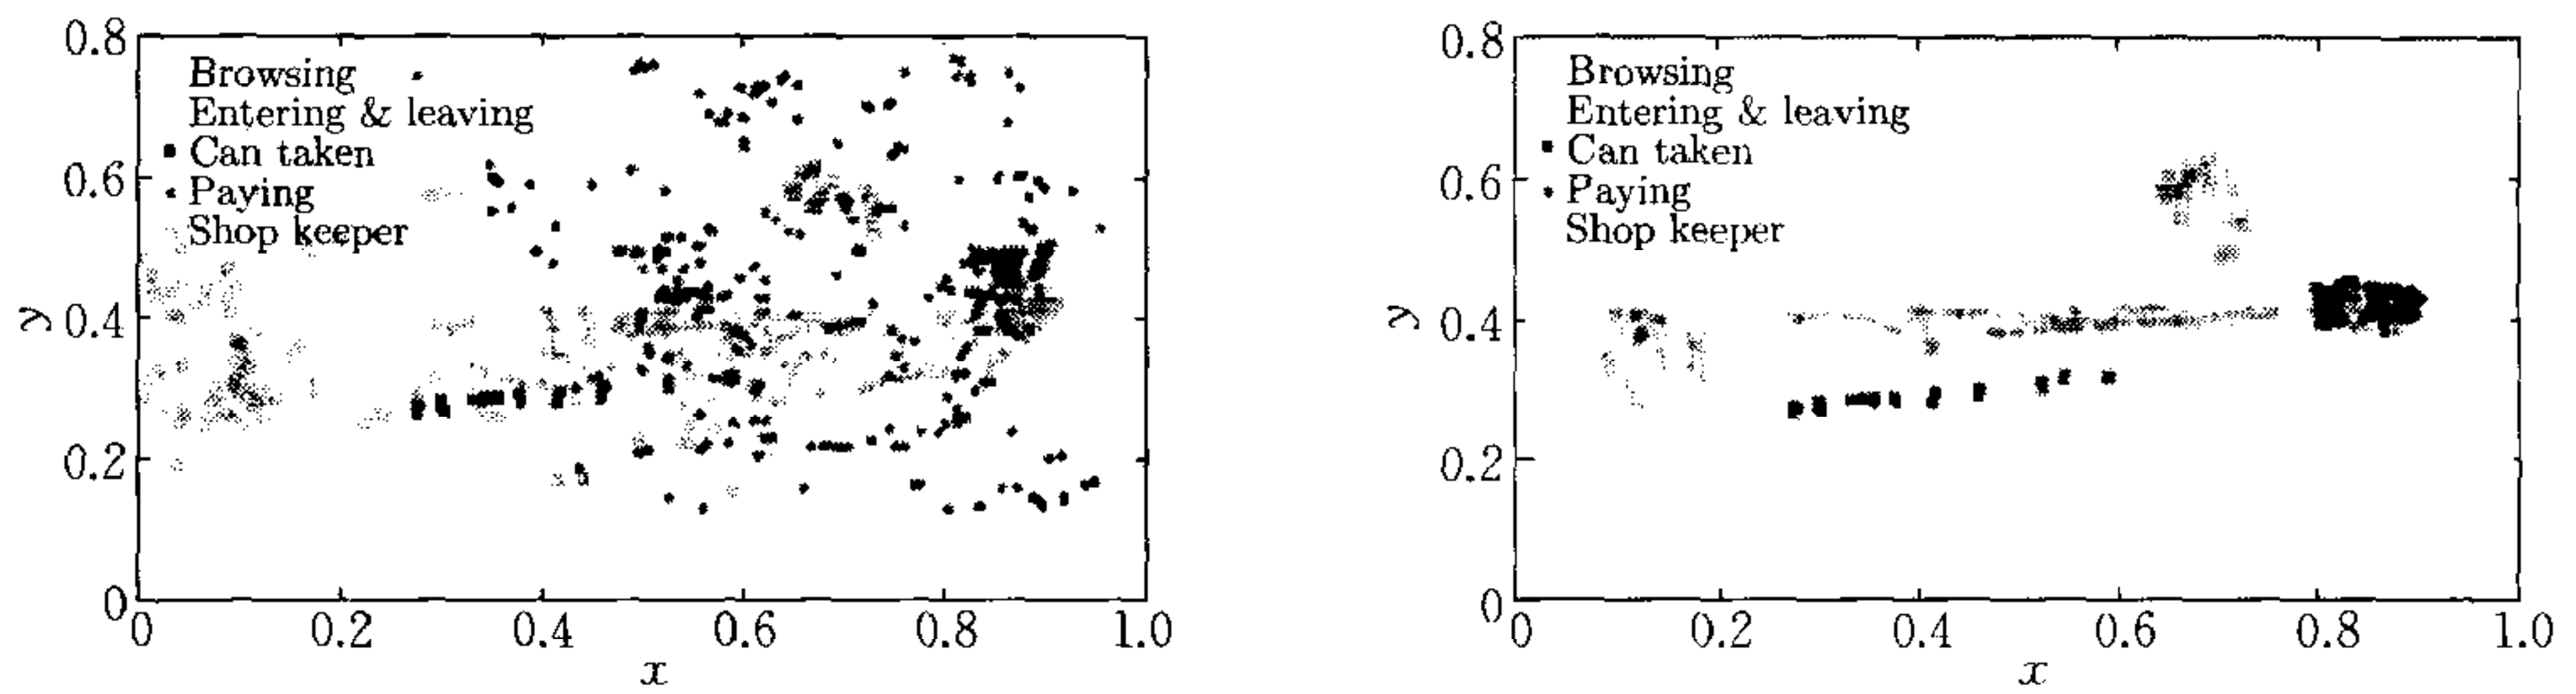 0.8
Browsing
Entering & leaving
Can taken
0.6
Paying
Shop keeper
y
0.4
0.2
0
0 0.2 0.4 0.6 0.8 1.0
x
0.8
Browsing
Entering & leaving
Can taken
0.6
Paying
Shop keeper
y
0.4
0.2
0
0 0.2 0.4 0.6 0.8 1.0
x